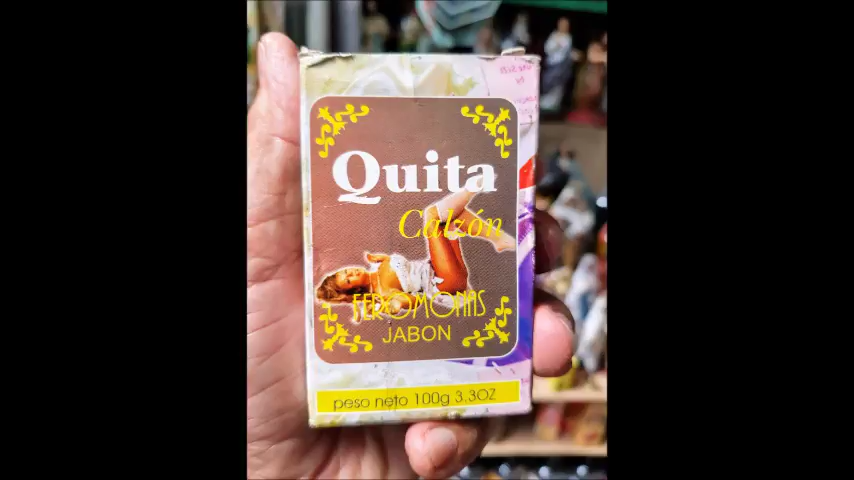 Quita
Calzón
FEROMONAS
JABON
peso neto 100g 3.3OZ